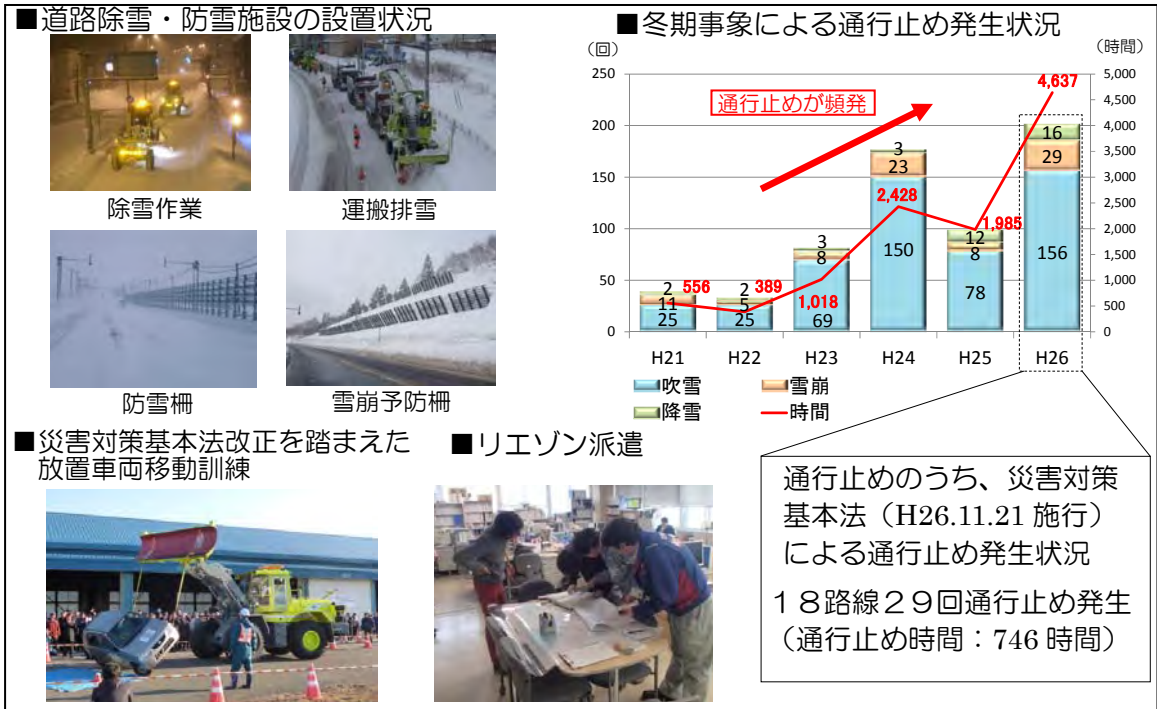 ■道路除雪・防雪施設の設置状況
除雪作業
運搬排雪
防雪柵
雪崩予防柵
■冬期事象による通行止め発生状況
（回）
（時間）
通行止めが頻発
250
200
150
100
50
0
5,000
4,500
4,000
3,500
3,000
2,500
2,000
1,500
1,000
500
0
2
11
25
556
2
5
25
389
3
8
69
1,018
3
23
150
2,428
12
8
78
1,985
16
29
156
4,637
H21 H22 H23 H24 H25 H26
吹雪 雪崩
降雪 時間
■災害対策基本法改正を踏まえた
放置車両移動訓練
■リエゾン派遣
通行止めのうち、災害対策
基本法（H26.11.21 施行）
による通行止め発生状況
１８路線２９回通行止め発生
（通行止め時間：746 時間）